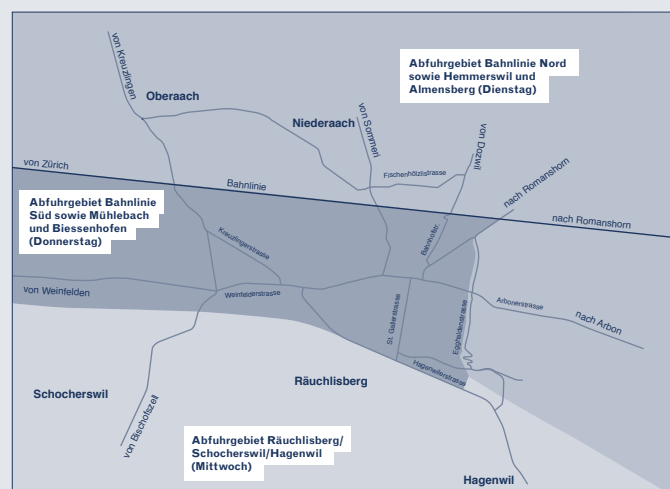 von Kreuzlingen
Abfuhrgebiet Bahnlinie Nord
sowie Hemmerswil und
Almensberg (Dienstag)
Oberaach
Niederaach
von Sommeri
von Dozwil
Fischenhölzlistrasse
von Zürich
Bahnlinie
nach Romanshorn
nach Romanshorn
Abfuhrgebiet Bahnlinie
Süd sowie Mühlebach
und Biessenhofen
(Donnerstag)
Kreuzlingerstrasse
Bahnhofstr.
von Weinfelden
Weinfelderstrasse
St. Gallerstrasse
Egghaldenstrasse
Arbonerstrasse
nach Arbon
Hagenwilerstrasse
Räuchlisberg
Schocherswil
von Bischofszell
Abfuhrgebiet Räuchlisberg/
Schocherswil/Hagenwil
(Mittwoch)
Hagenwil